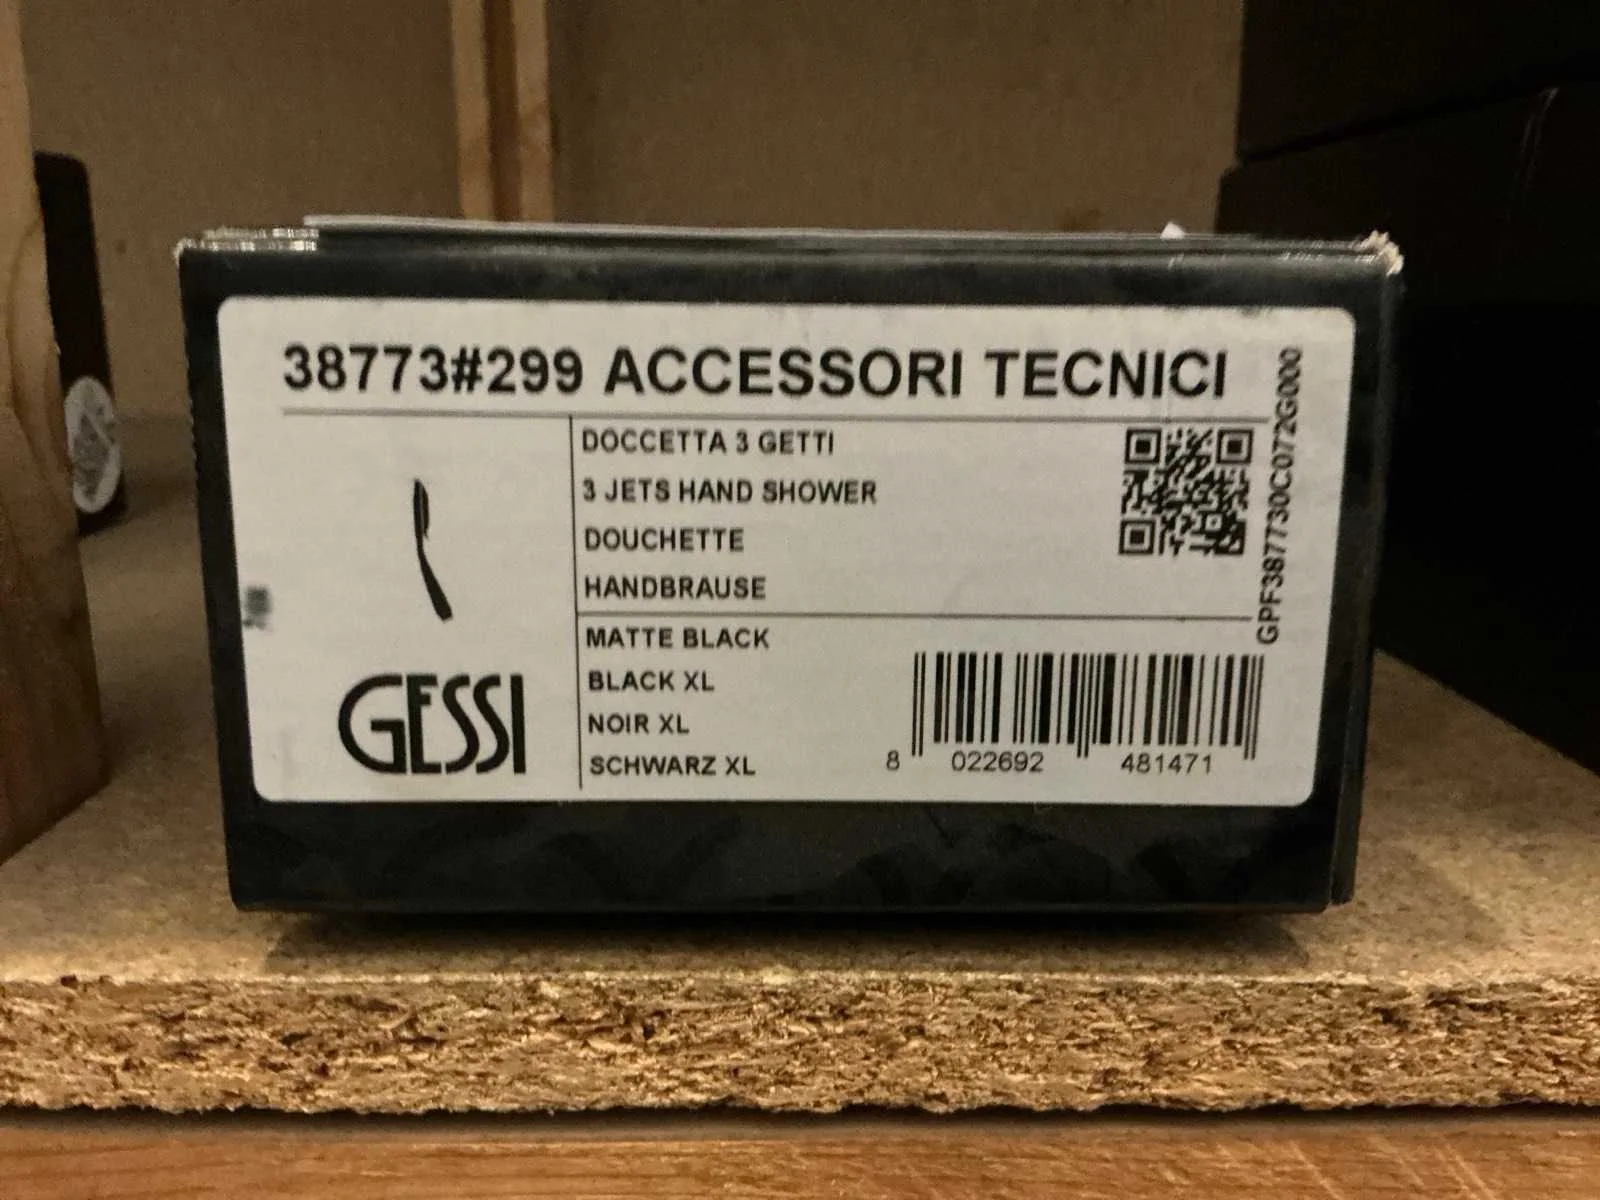 38773#299 ACCESSORI TECNICI
DOCCETTA 3 GETTI
3 JETS HAND SHOWER
DOUCHETTE
HANDBRAUSE
GPF387730C072G000
MATTE BLACK
BLACK XL
NOIR XL
SCHWARZ XL
GESSI
8 022692 481471